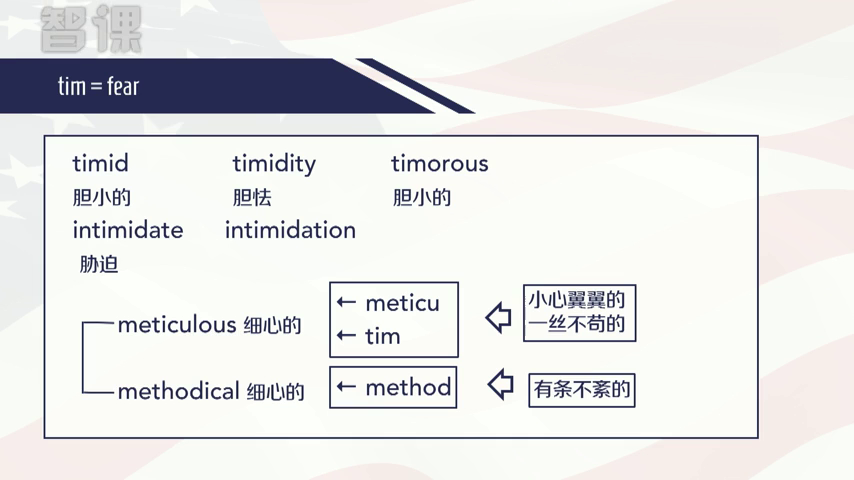 智课
tim = fear
timid timidity timorous
胆小的 胆怯 胆小的
intimidate intimidation
胁迫
meticulous 细心的 ← meticu 小心翼翼的
← tim 一丝不苟的
methodical 细心的 ← method 有条不紊的